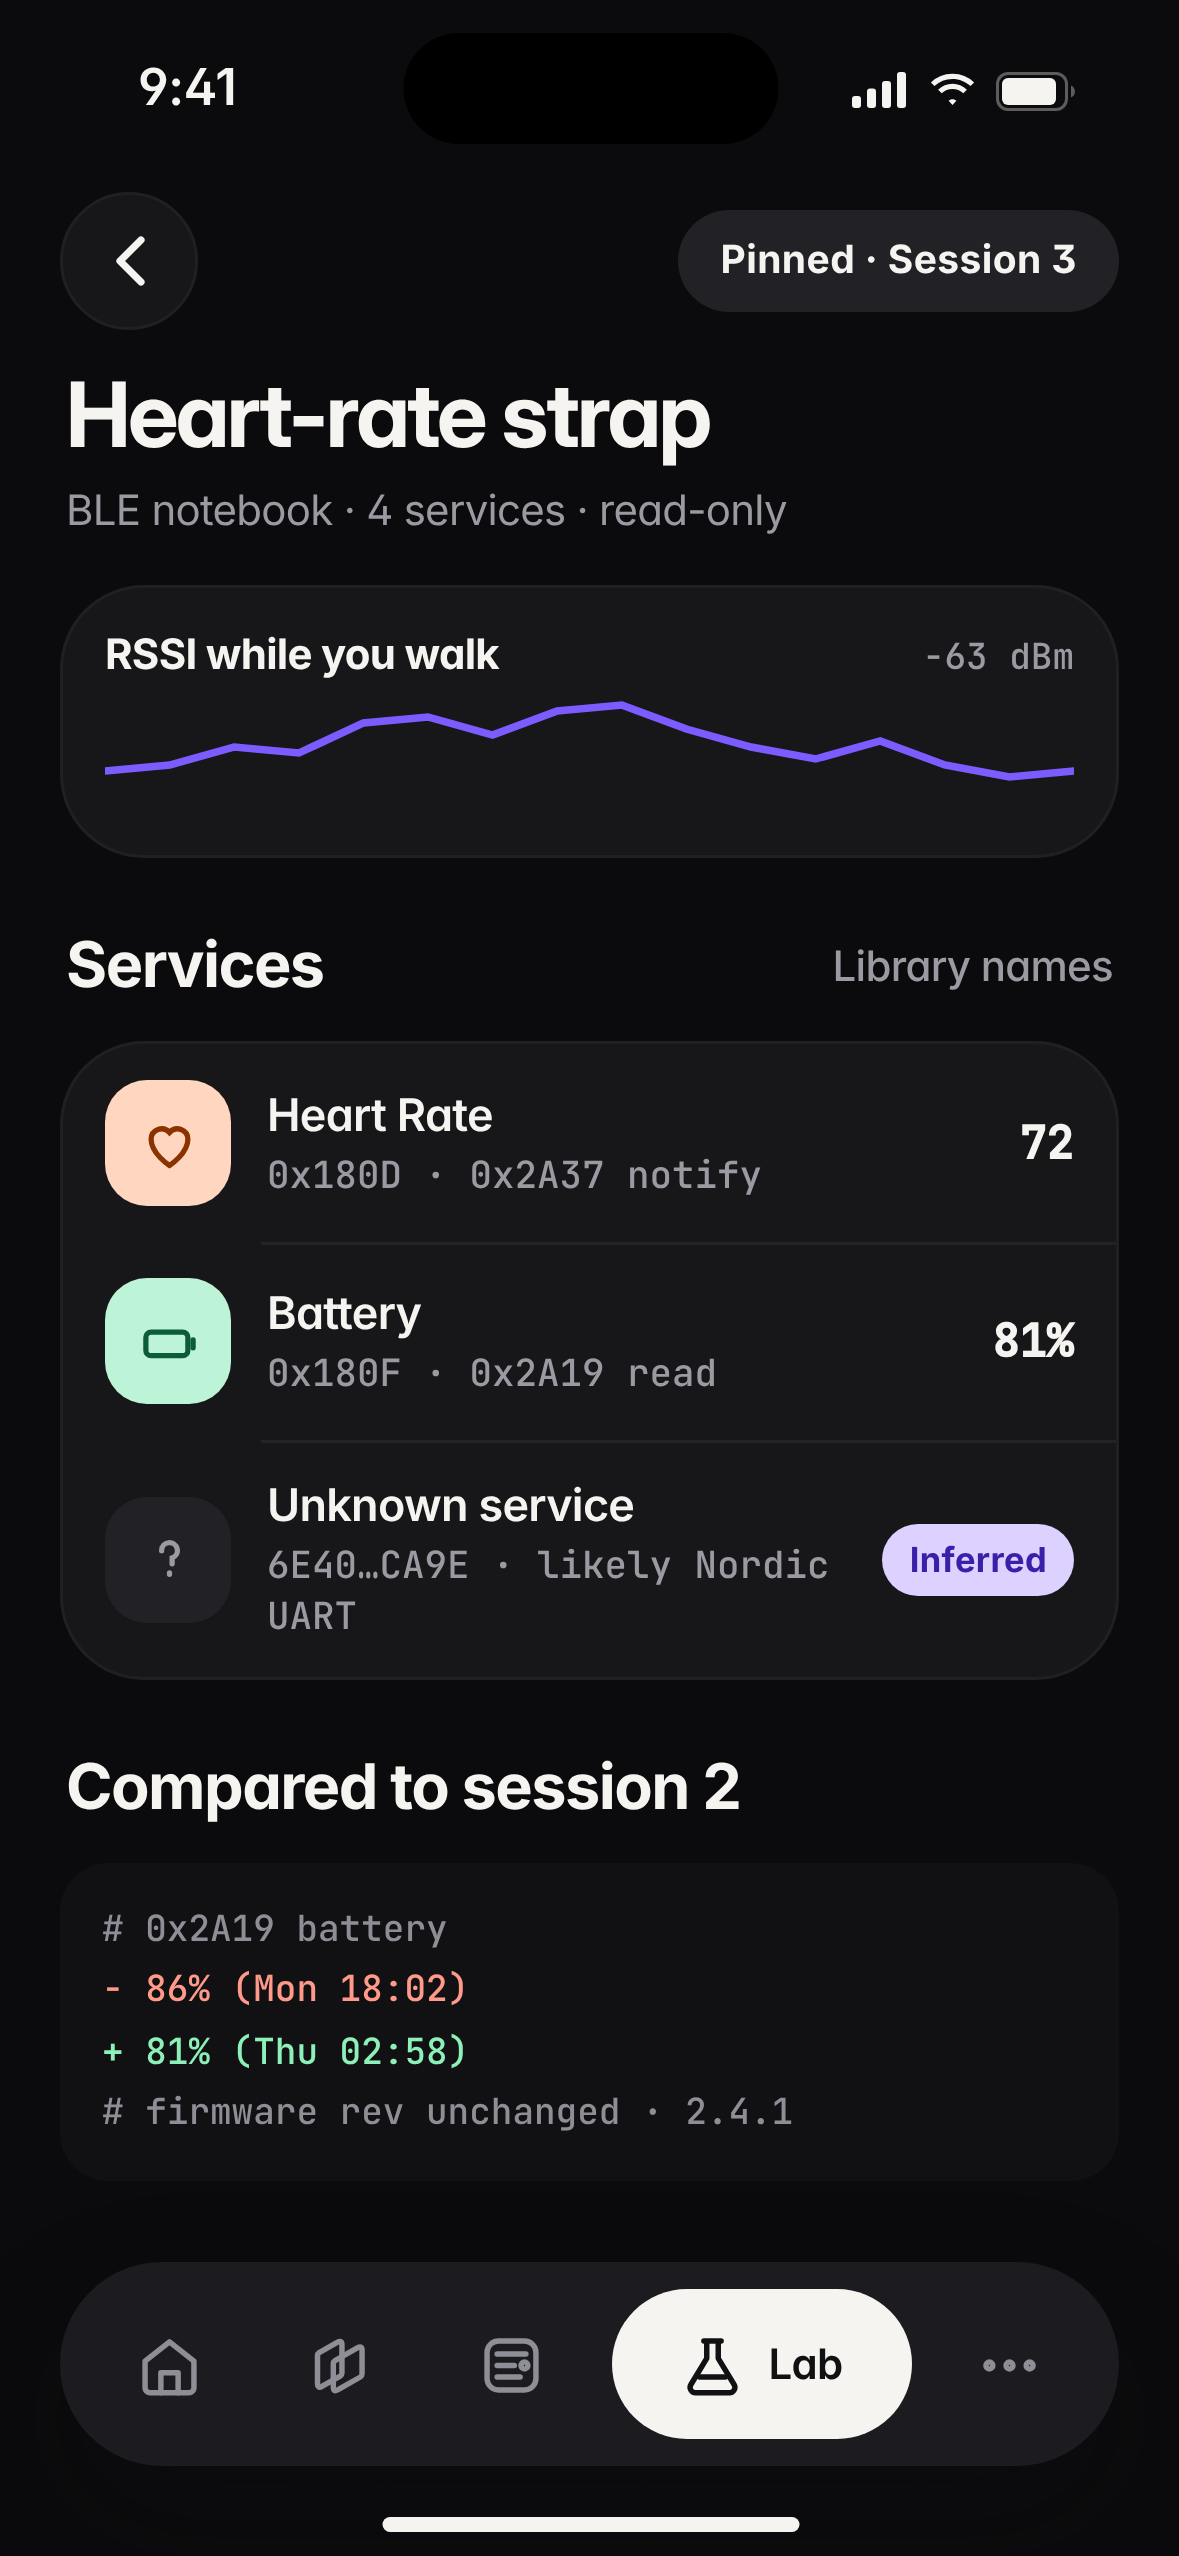 9:41
Pinned · Session 3
Heart-rate strap
BLE notebook · 4 services · read-only
RSSI while you walk
-63 dBm
Services
Library names
Heart Rate
0x180D · 0x2A37 notify
72
Battery
0x180F · 0x2A19 read
81%
Unknown service
6E40…CA9E · likely Nordic
UART
Inferred
Compared to session 2
# 0x2A19 battery
- 86% (Mon 18:02)
+ 81% (Thu 02:58)
# firmware rev unchanged · 2.4.1
Lab